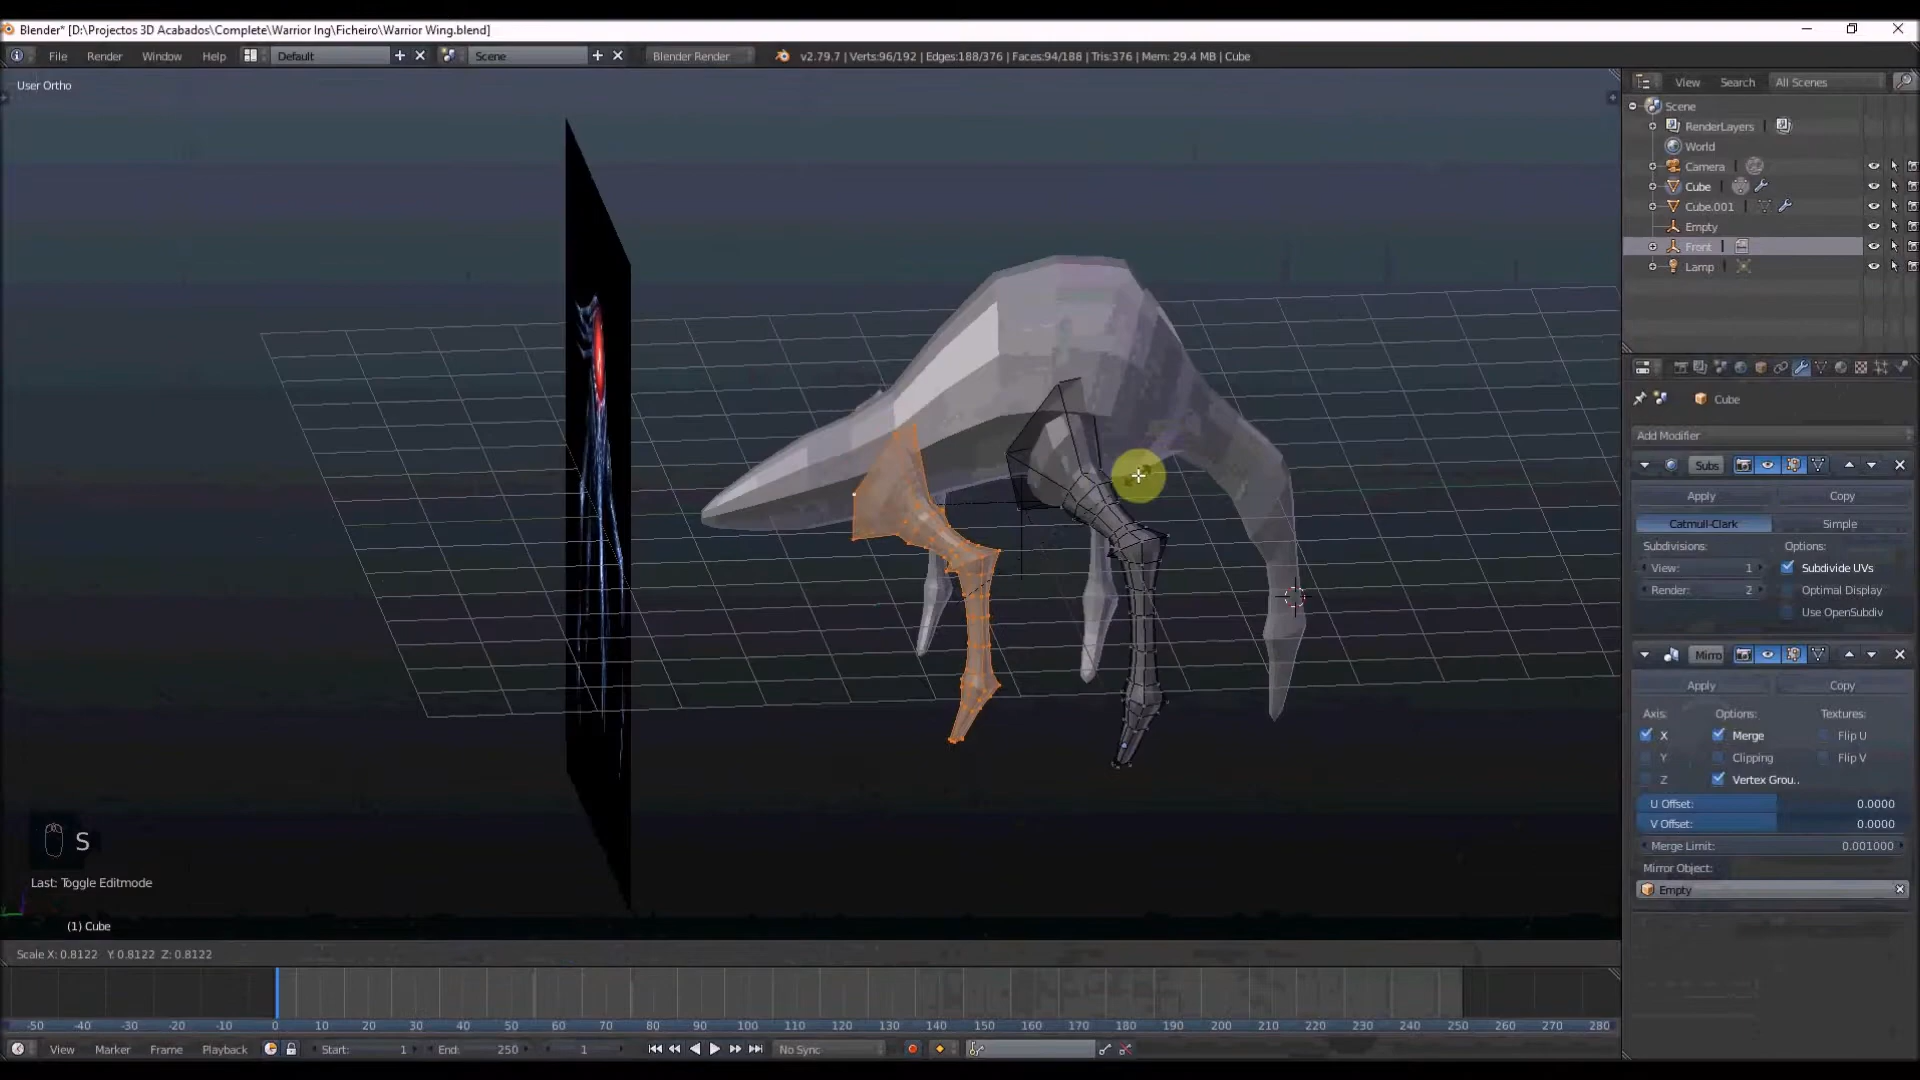 Blender* [D:\Projectos 3D Acabados\Complete\Warrior Ing\Ficheiro\Warrior Wing.blend]
File Render Window Help Default Scene Blender Render v2.79.7 | Verts:96/192 | Edges:188/376 | Faces:94/188 | Tris:376 | Mem: 29.4 MB | Cube
User Ortho
View Search All Scenes
Scene
RenderLayers
World
Camera
Cube
Cube.001
Empty
Front
Lamp
Cube
Add Modifier
Subs
Apply Copy
Catmull-Clark Simple
Subdivisions: Options:
View: 1 Subdivide UVs
Render: 2 Optimal Display
Use OpenSubdiv
Mirro
Apply Copy
Axis: Options: Textures:
X Merge Flip U
Y Clipping Flip V
Z Vertex Grou..
U Offset: 0.0000
V Offset: 0.0000
Merge Limit: 0.001000
Mirror Object:
Empty
S
Last: Toggle Editmode
(1) Cube
Scale X: 0.8122 Y: 0.8122 Z: 0.8122
-50 -40 -30 -20 -10 0 10 20 30 40 50 60 70 80 90 100 110 120 130 140 150 160 170 180 190 200 210 220 230 240 250 260 270 280
View Marker Frame Playback Start: 1 End: 250 1 No Sync